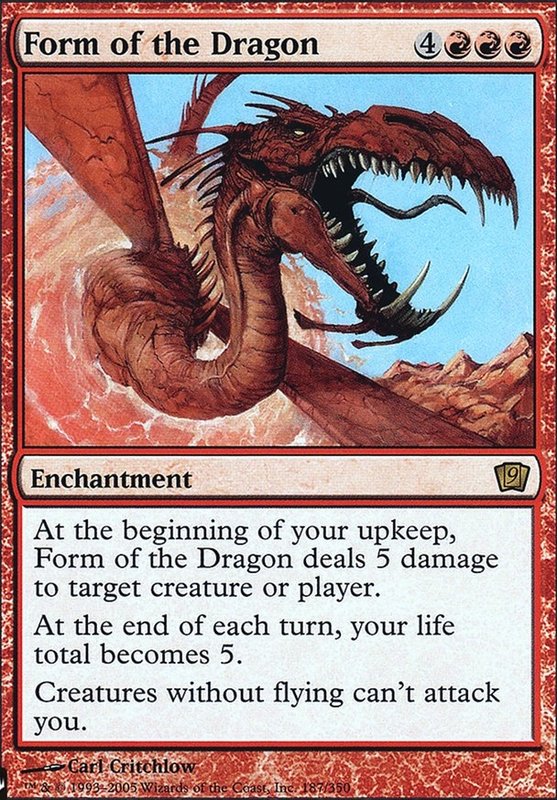 Form of the Dragon 4
Enchantment 9
At the beginning of your upkeep,
Form of the Dragon deals 5 damage
to target creature or player.
At the end of each turn, your life
total becomes 5.
Creatures without flying can't attack
you.
Carl Critchlow
™ & © 1993–2005 Wizards of the Coast, Inc. 187/350